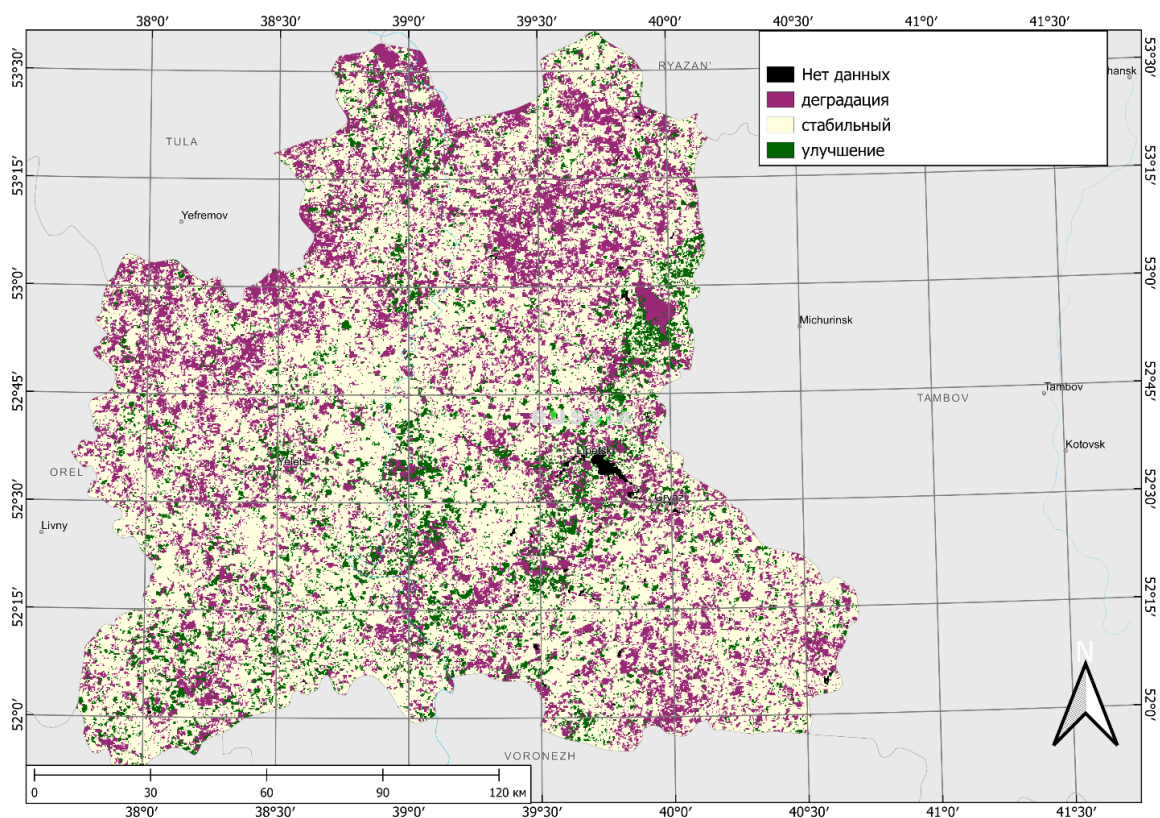 38°0′ 38°30′ 39°0′ 39°30′ 40°0′ 40°30′ 41°0′ 41°30′
53°30′ 53°30′
RYAZAN'
hansk
Нет данных
деградация
стабильный
улучшение
TULA
53°15′ 53°15′
Yefremov
53°0′ 53°0′
Michurinsk
52°45′ 52°45′
Tambov
TAMBOV
Kotovsk
Yelets
OREL
52°30′ 52°30′
Livny
52°15′ 52°15′
N
52°0′ 52°0′
VORONEZH
0 30 60 90 120 км
38°0′ 38°30′ 39°0′ 39°30′ 40°0′ 40°30′ 41°0′ 41°30′